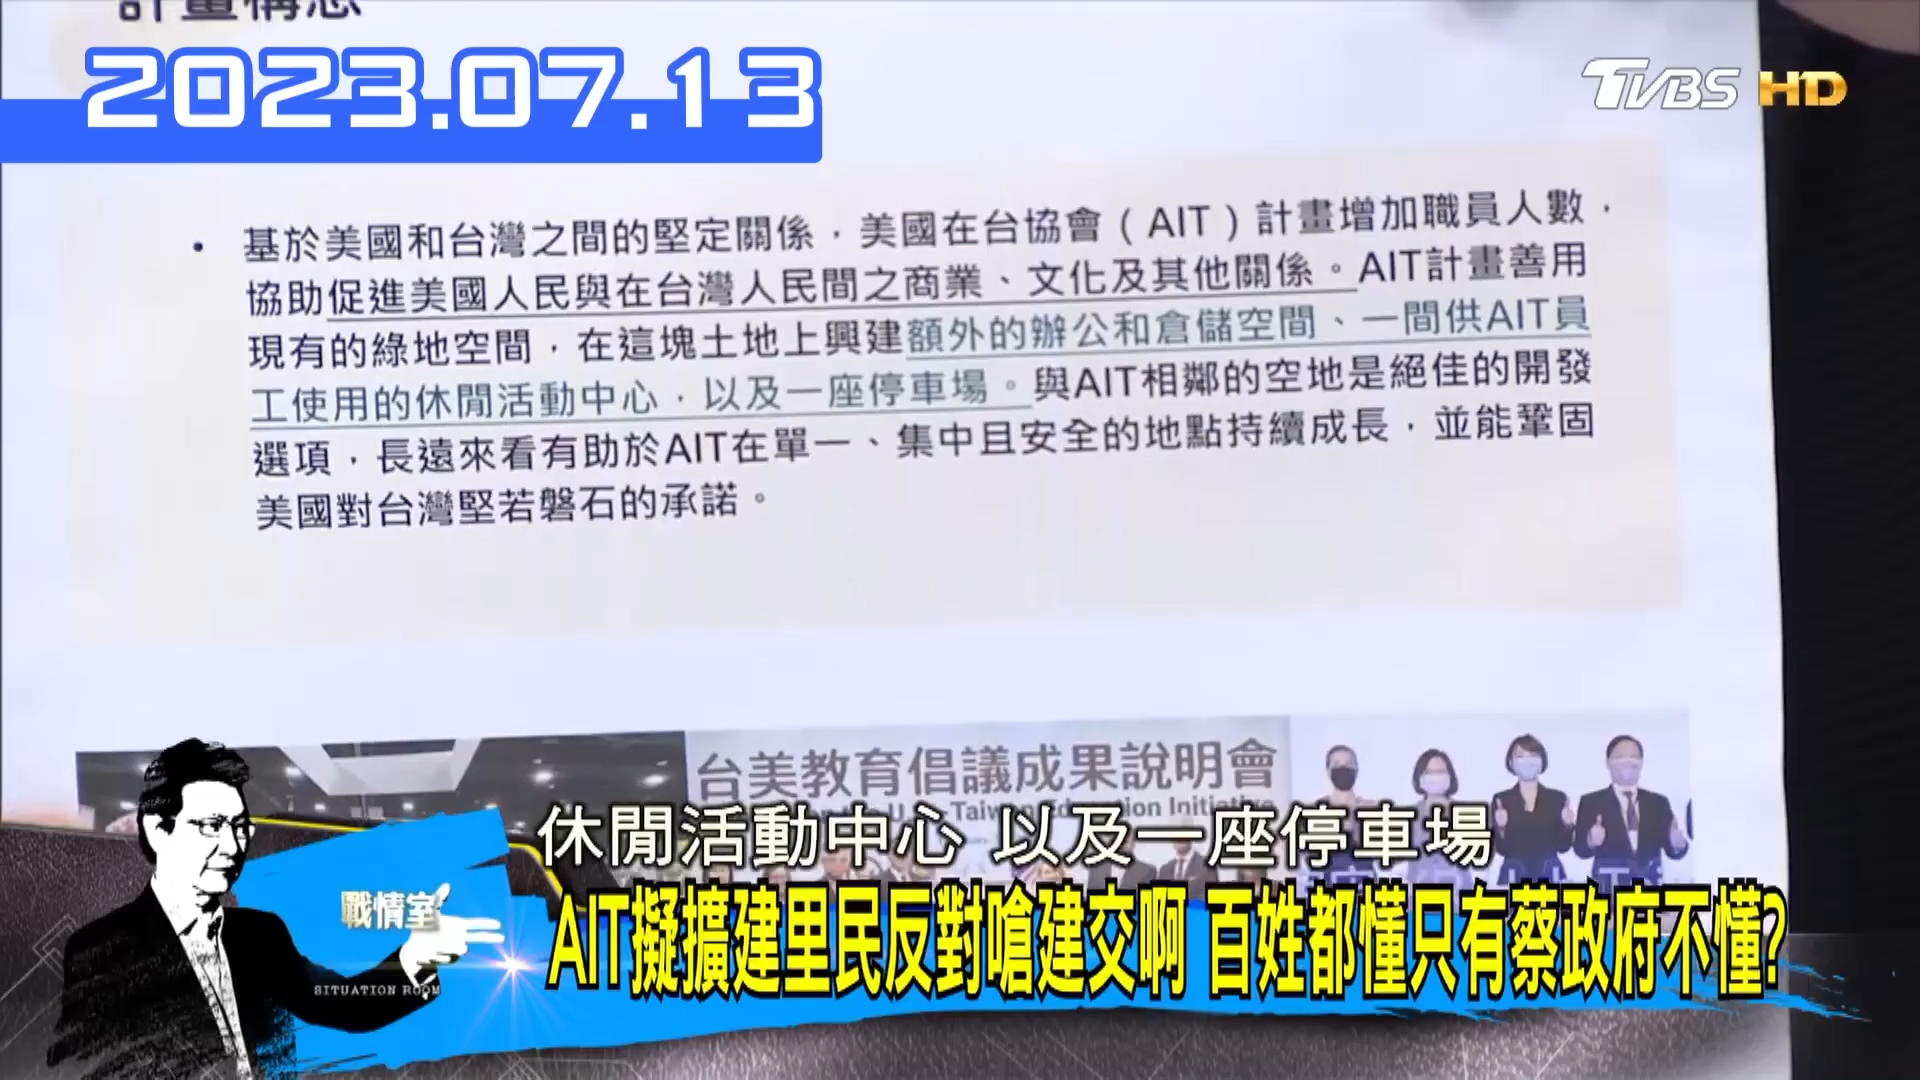 計畫構想
2023.07.13
TVBS HD
• 基於美國和台灣之間的堅定關係，美國在台協會（AIT）計畫增加職員人數，
協助促進美國人民與在台灣人民間之商業、文化及其他關係。AIT計畫善用
現有的綠地空間，在這塊土地上興建額外的辦公和倉儲空間、一間供AIT員
工使用的休閒活動中心，以及一座停車場。與AIT相鄰的空地是絕佳的開發
選項，長遠來看有助於AIT在單一、集中且安全的地點持續成長，並能鞏固
美國對台灣堅若磐石的承諾。
台美教育倡議成果說明會
Taiwan Education Initiative
休閒活動中心 以及一座停車場
戰情室
SITUATION ROOM
AIT擬擴建里民反對嗆建交啊 百姓都懂只有蔡政府不懂?